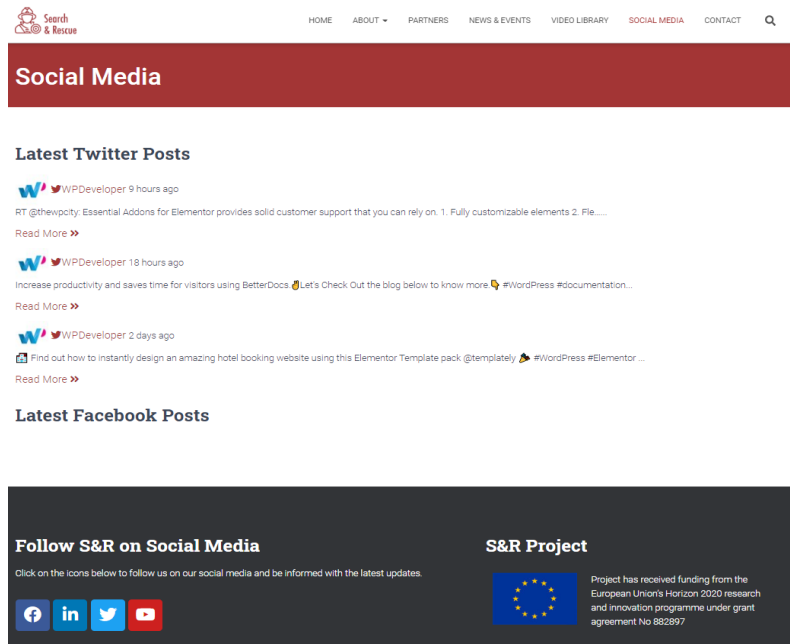 Search
& Rescue
HOME ABOUT PARTNERS NEWS & EVENTS VIDEO LIBRARY SOCIAL MEDIA CONTACT
Social Media
Latest Twitter Posts
WPDeveloper 9 hours ago
RT @thewpcity: Essential Addons for Elementor provides solid customer support that you can rely on. 1. Fully customizable elements 2. Fle......
Read More »
WPDeveloper 18 hours ago
Increase productivity and saves time for visitors using BetterDocs.✌Let's Check Out the blog below to know more.👇 #WordPress #documentation...
Read More »
WPDeveloper 2 days ago
🏩 Find out how to instantly design an amazing hotel booking website using this Elementor Template pack @templately 🎉 #WordPress #Elementor ...
Read More »
Latest Facebook Posts
Follow S&R on Social Media
Click on the icons below to follow us on our social media and be informed with the latest updates.
S&R Project
Project has received funding from the
European Union's Horizon 2020 research
and innovation programme under grant
agreement No 882897